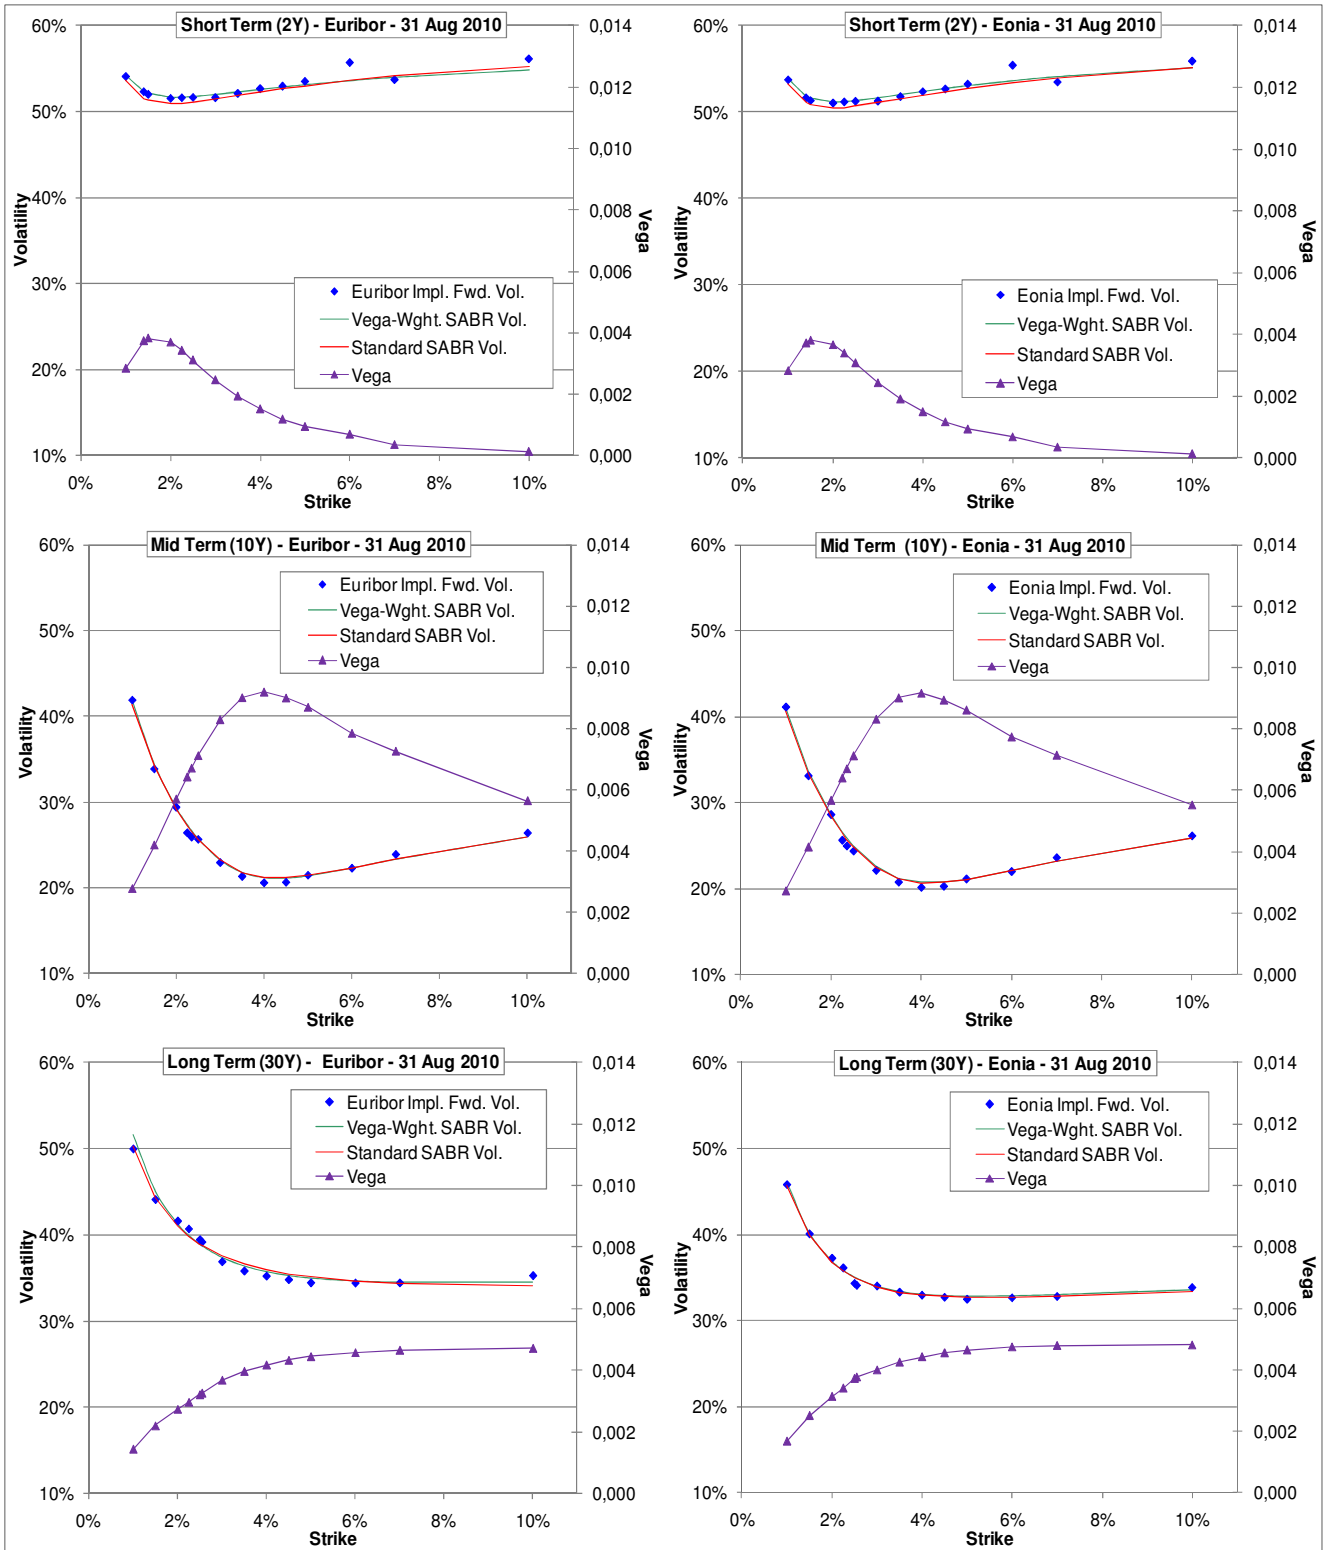 Short Term (2Y) - Euribor - 31 Aug 2010
60%
50%
40%
30%
20%
10%
0,014
0,012
0,010
0,008
0,006
0,004
0,002
0,000
Volatility
Vega
Euribor Impl. Fwd. Vol.
Vega-Wght. SABR Vol.
Standard SABR Vol.
Vega
0% 2% 4% 6% 8% 10%
Strike
Short Term (2Y) - Eonia - 31 Aug 2010
60%
50%
40%
30%
20%
10%
0,014
0,012
0,010
0,008
0,006
0,004
0,002
0,000
Volatility
Vega
Eonia Impl. Fwd. Vol.
Vega-Wght. SABR Vol.
Standard SABR Vol.
Vega
0% 2% 4% 6% 8% 10%
Strike
Mid Term (10Y) - Euribor - 31 Aug 2010
60%
50%
40%
30%
20%
10%
0,014
0,012
0,010
0,008
0,006
0,004
0,002
0,000
Volatility
Vega
Euribor Impl. Fwd. Vol.
Vega-Wght. SABR Vol.
Standard SABR Vol.
Vega
0% 2% 4% 6% 8% 10%
Strike
Mid Term (10Y) - Eonia - 31 Aug 2010
60%
50%
40%
30%
20%
10%
0,014
0,012
0,010
0,008
0,006
0,004
0,002
0,000
Volatility
Vega
Eonia Impl. Fwd. Vol.
Vega-Wght. SABR Vol.
Standard SABR Vol.
Vega
0% 2% 4% 6% 8% 10%
Strike
Long Term (30Y) - Euribor - 31 Aug 2010
60%
50%
40%
30%
20%
10%
0,014
0,012
0,010
0,008
0,006
0,004
0,002
0,000
Volatility
Vega
Euribor Impl. Fwd. Vol.
Vega-Wght. SABR Vol.
Standard SABR Vol.
Vega
0% 2% 4% 6% 8% 10%
Strike
Long Term (30Y) - Eonia - 31 Aug 2010
60%
50%
40%
30%
20%
10%
0,014
0,012
0,010
0,008
0,006
0,004
0,002
0,000
Volatility
Vega
Eonia Impl. Fwd. Vol.
Vega-Wght. SABR Vol.
Standard SABR Vol.
Vega
0% 2% 4% 6% 8% 10%
Strike